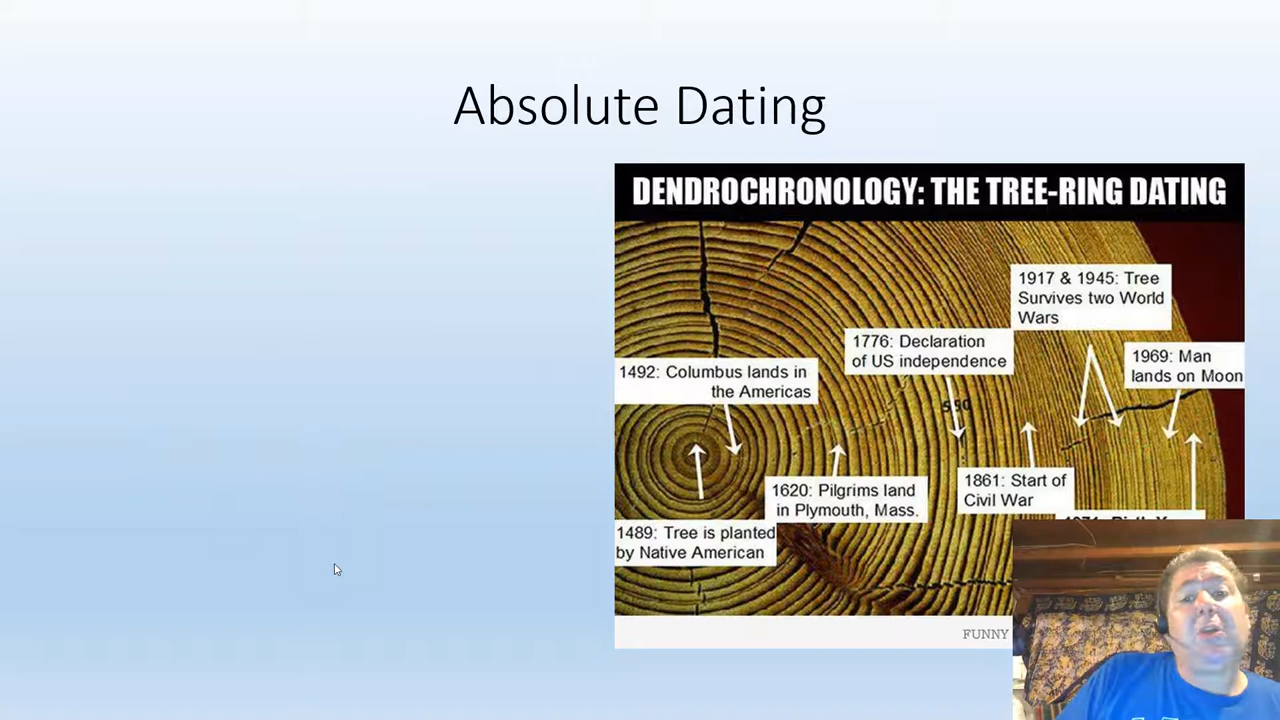 Absolute Dating
DENDROCHRONOLOGY: THE TREE-RING DATING
1917 & 1945: Tree
Survives two World
Wars
1776: Declaration
of US independence
1969: Man
lands on Moon
1492: Columbus lands in
the Americas
550
1861: Start of
Civil War
1620: Pilgrims land
in Plymouth, Mass.
1489: Tree is planted
by Native American
FUNNY